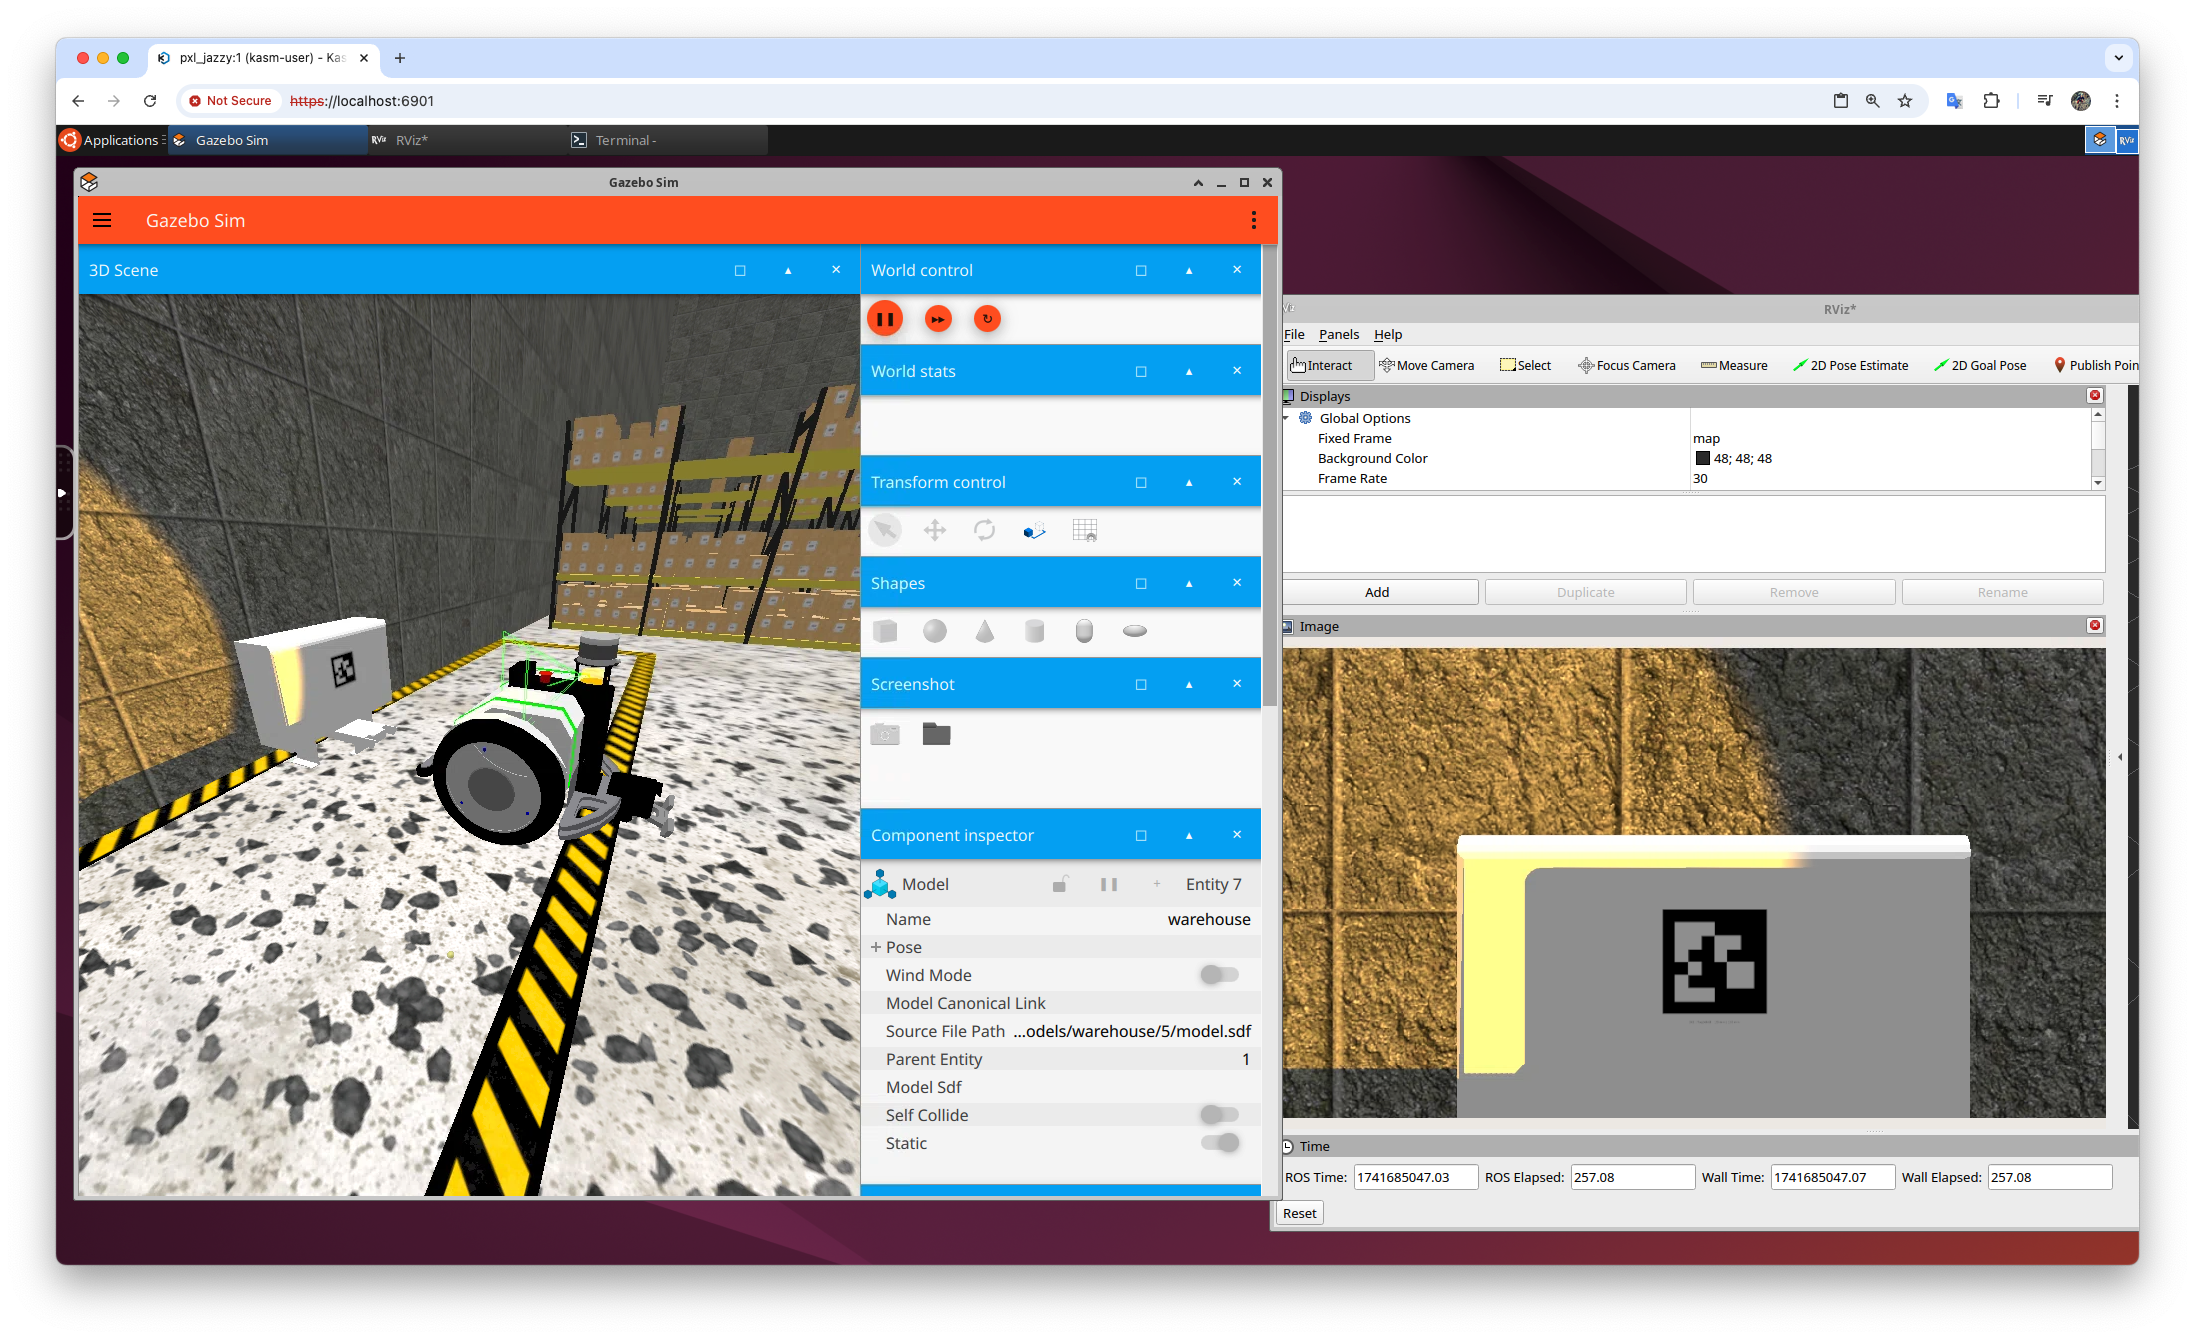 pxl_jazzy:1 (kasm-user) - Kas
Not Secure https://localhost:6901
Applications Gazebo Sim RViz* Terminal -
Gazebo Sim
Gazebo Sim
3D Scene
World control
World stats
Transform control
Shapes
Screenshot
Component inspector
Model Entity 7
Name warehouse
Pose
Wind Mode
Model Canonical Link
Source File Path ...odels/warehouse/5/model.sdf
Parent Entity 1
Model Sdf
Self Collide
Static
RViz*
File Panels Help
Interact Move Camera Select Focus Camera Measure 2D Pose Estimate 2D Goal Pose Publish Poin
Displays
Global Options
Fixed Frame map
Background Color 48; 48; 48
Frame Rate 30
Add Duplicate Remove Rename
Image
Time
ROS Time: 1741685047.03 ROS Elapsed: 257.08 Wall Time: 1741685047.07 Wall Elapsed: 257.08
Reset